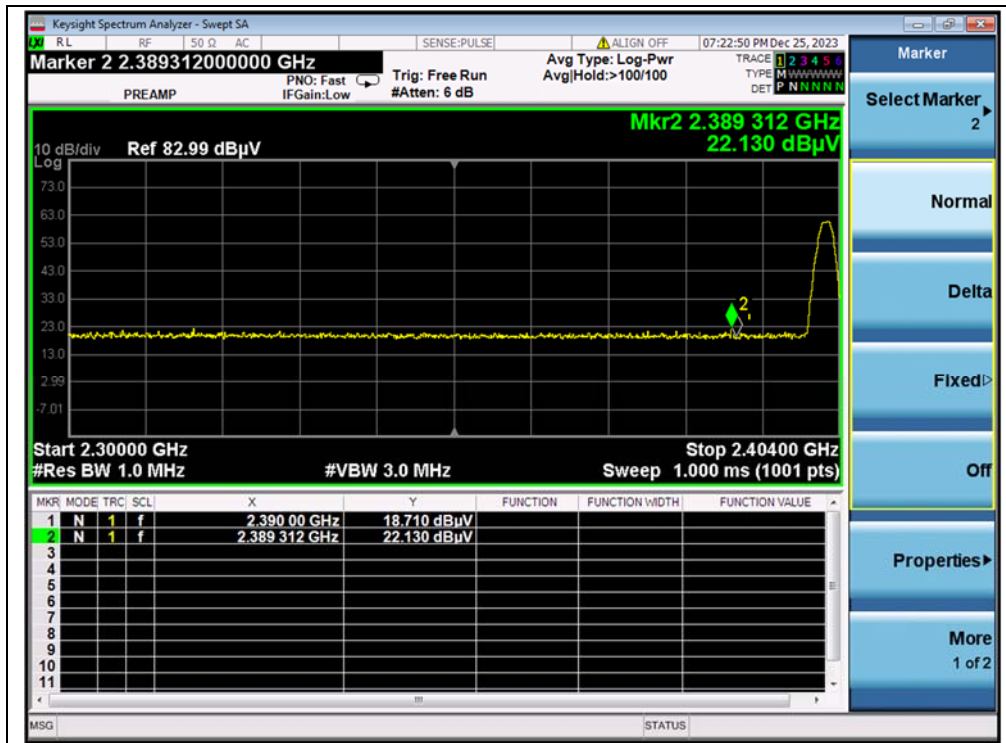 Keysight Spectrum Analyzer - Swept SA
LXI RL RF 50 Ω AC SENSE:PULSE ALIGN OFF 07:22:50 PM Dec 25, 2023
Marker 2 2.389312000000 GHz Avg Type: Log-Pwr TRACE 1 2 3 4 5 6
PNO: Fast Trig: Free Run Avg|Hold:>100/100 TYPE M WWWWW
PREAMP IFGain:Low #Atten: 6 dB DET P N N N N N
Mkr2 2.389 312 GHz
10 dB/div Ref 82.99 dBµV 22.130 dBµV
Log
73.0
63.0
53.0
43.0
33.0
2
23.0
13.0
2.99
-7.01
Start 2.30000 GHz Stop 2.40400 GHz
#Res BW 1.0 MHz #VBW 3.0 MHz Sweep 1.000 ms (1001 pts)
MKR MODE TRC SCL X Y FUNCTION FUNCTION WIDTH FUNCTION VALUE
1 N 1 f 2.390 00 GHz 18.710 dBµV
2 N 1 f 2.389 312 GHz 22.130 dBµV
3
4
5
6
7
8
9
10
11
MSG STATUS
Marker
Select Marker
2
Normal
Delta
Fixed
Off
Properties
More
1 of 2